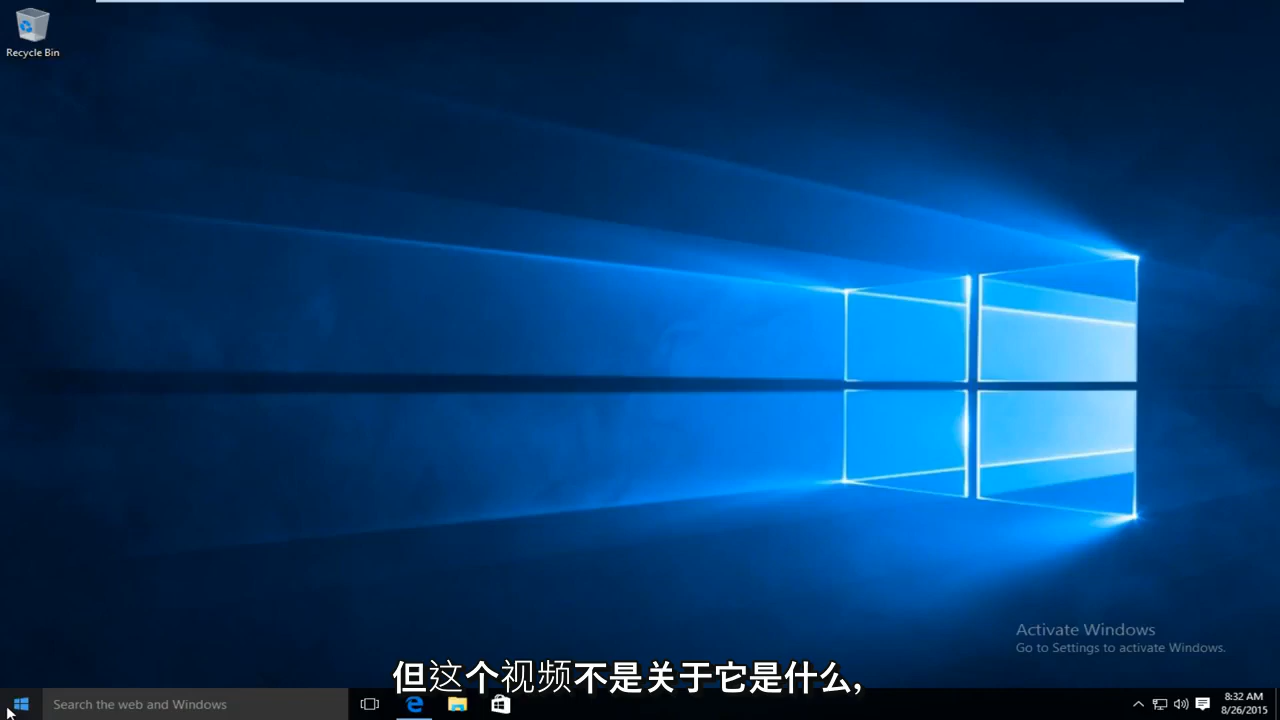 Recycle Bin
Activate Windows
Go to Settings to activate Windows.
但这个视频不是关于它是什么,
Search the web and Windows
8:32 AM
8/26/2015